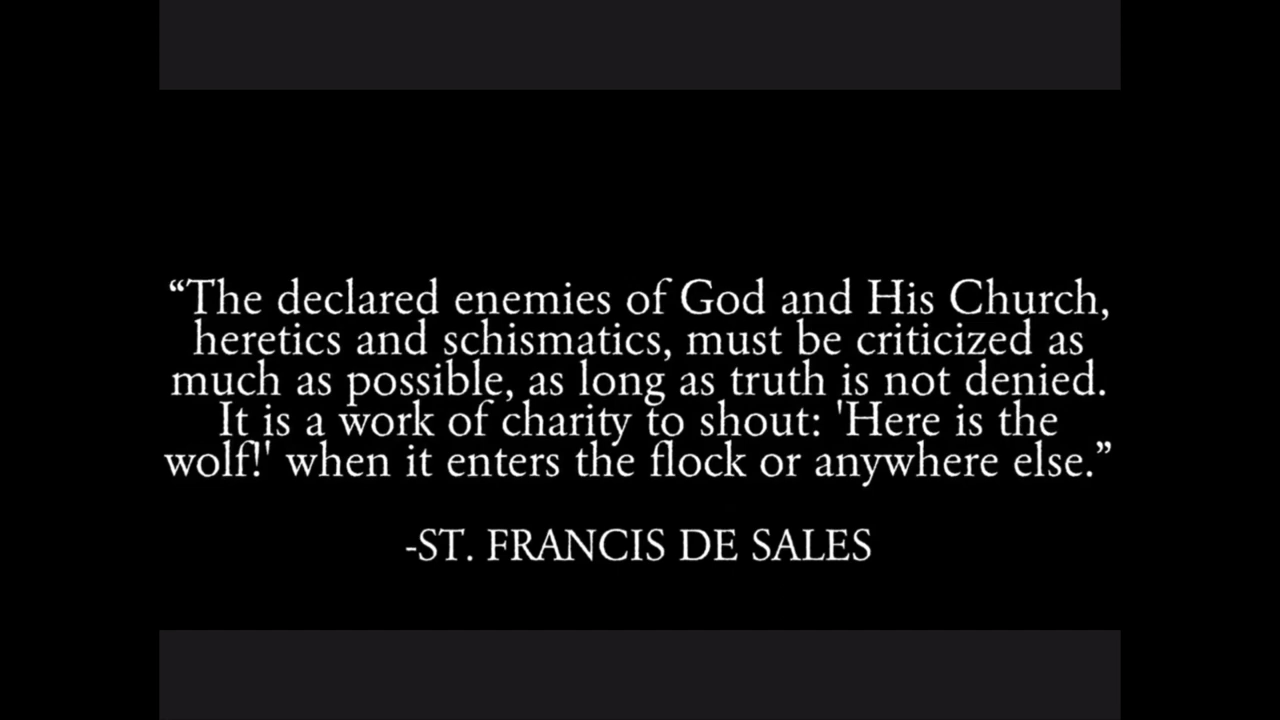 “The declared enemies of God and His Church,
heretics and schismatics, must be criticized as
much as possible, as long as truth is not denied.
It is a work of charity to shout: 'Here is the
wolf!' when it enters the flock or anywhere else.”
-ST. FRANCIS DE SALES